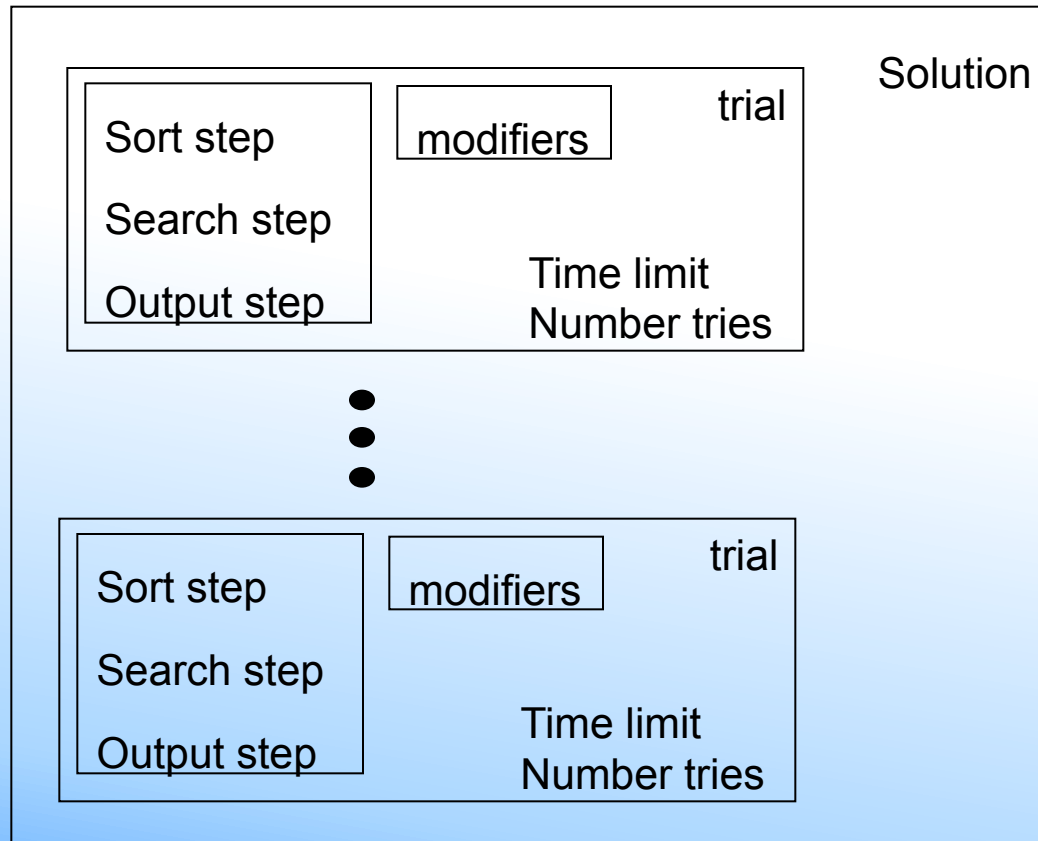 Solution
trial
Sort step
modifiers
Search step
Output step
Time limit
Number tries
trial
Sort step
modifiers
Search step
Output step
Time limit
Number tries